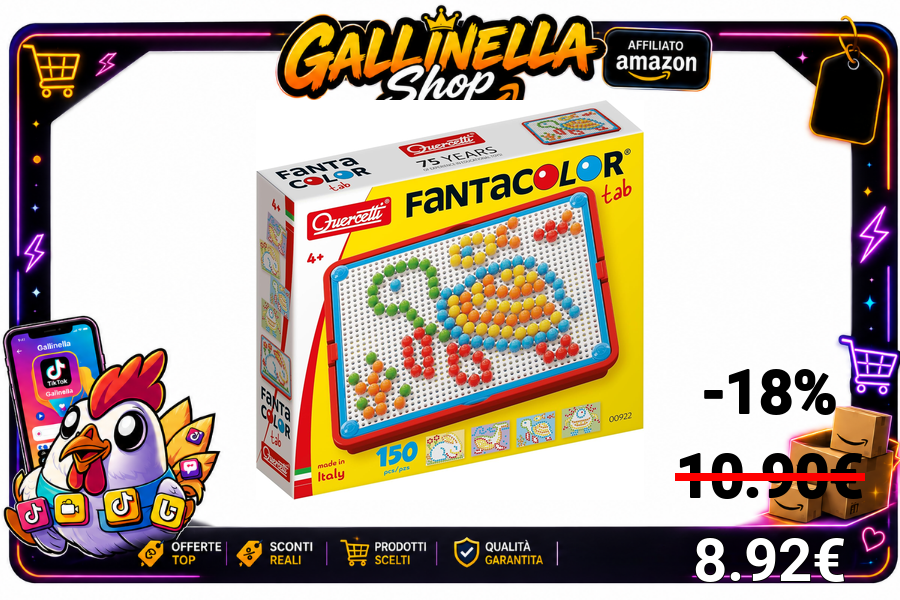 GALLINELLA
Shop
AFFILIATO
amazon
Quercetti
75 YEARS
FANTA
COLOR
tab
FANTACOLOR®
tab
Quercetti®
4+
4+
Gallinella
TikTok
Gallinella
FANTA
COLOR
tab
Quercetti
made in
Italy
150
pcs/pzs
00922
-18%
10.90€
8.92€
OFFERTE
TOP
SCONTI
REALI
PRODOTTI
SCELTI
QUALITÀ
GARANTITA